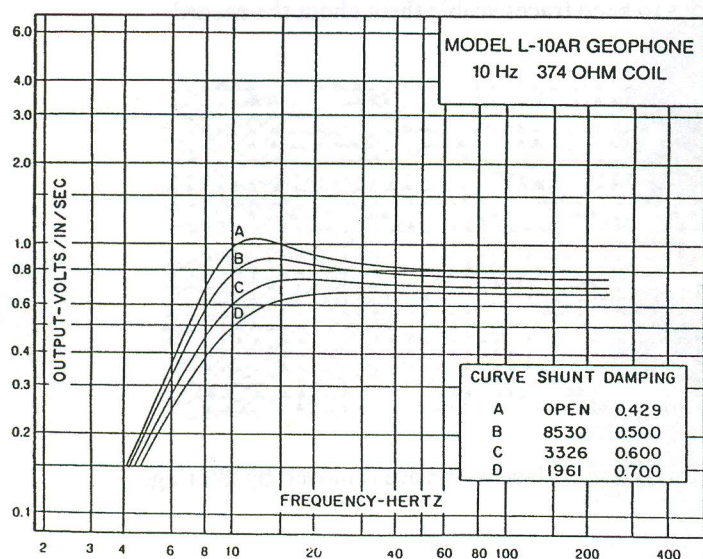 MODEL L-10AR GEOPHONE
10 Hz 374 OHM COIL
6.0
4.0
3.0
2.0
1.0
0.8
0.6
0.4
0.3
0.2
0.1
OUTPUT-VOLTS/IN/SEC
A
B
C
D
CURVE SHUNT DAMPING
A OPEN 0.429
B 8530 0.500
C 3326 0.600
D 1961 0.700
FREQUENCY-HERTZ
2 3 4 6 8 10 20 40 60 80 100 200 400